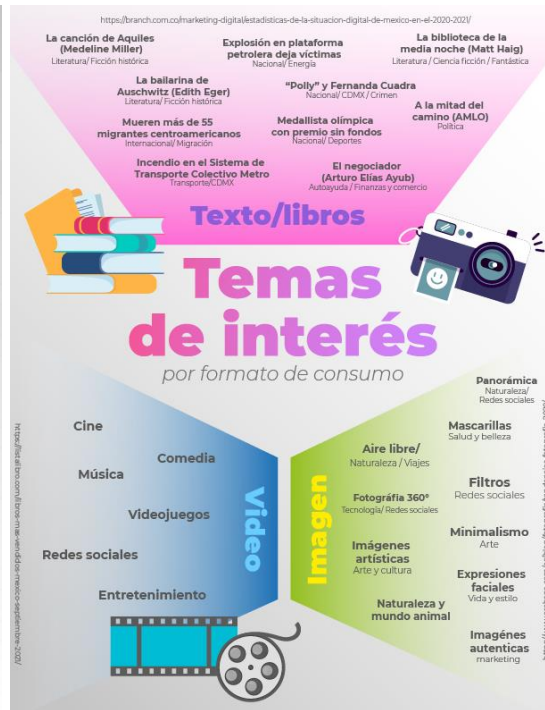 https://branch.com.co/marketing-digital/estadisticas-de-la-situacion-digital-de-mexico-en-el-2020-2021/
La canción de Aquiles
(Medeline Miller)
Literatura/ Ficción histórica
Explosión en plataforma
petrolera deja víctimas
Nacional/ Energía
La biblioteca de la
media noche (Matt Haig)
Literatura / Ciencia ficción / Fantástica
La bailarina de
Auschwitz (Edith Eger)
Literatura/ Ficción histórica
"Polly" y Fernanda Cuadra
Nacional/ CDMX / Crimen
A la mitad del
camino (AMLO)
Política
Mueren más de 55
migrantes centroamericanos
Internacional/ Migración
Medallista olímpica
con premio sin fondos
Nacional/ Deportes
Incendio en el Sistema de
Transporte Colectivo Metro
Transporte/CDMX
El negociador
(Arturo Elías Ayub)
Autoayuda / Finanzas y comercio
Texto/libros
Temas
de interés
por formato de consumo
Cine
Comedia
Música
Videojuegos
Redes sociales
Entretenimiento
Video
Imagen
Panorámica
Naturaleza/
Redes sociales
Mascarillas
Salud y belleza
Aire libre/
Naturaleza / Viajes
Filtros
Redes sociales
Fotográfia 360°
Tecnología/ Redes sociales
Minimalismo
Arte
Imágenes
artísticas
Arte y cultura
Expresiones
faciales
Vida y estilo
Naturaleza y
mundo animal
Imagénes
autenticas
marketing